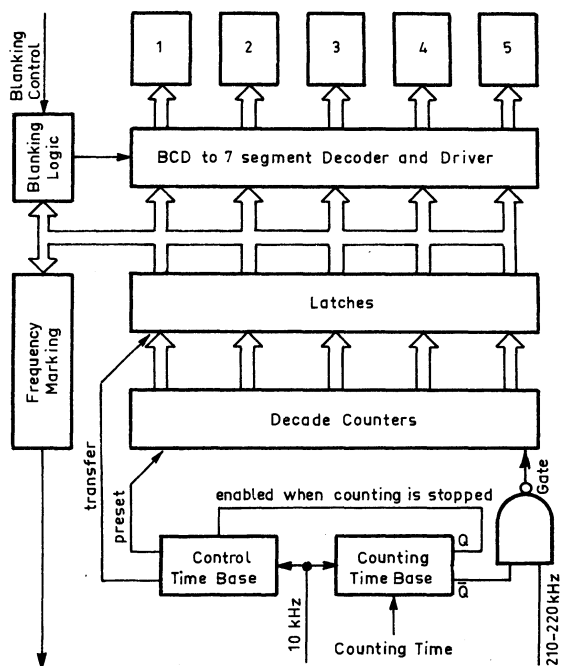 1 2 3 4 5
Blanking
Control
Blanking
Logic
BCD to 7 segment Decoder and Driver
Latches
Frequency
Marking
Decade Counters
transfer
preset
enabled when counting is stopped
Gate
Control
Time Base
Counting
Time Base
Q
Q̅
10 kHz
Counting Time
210-220 kHz